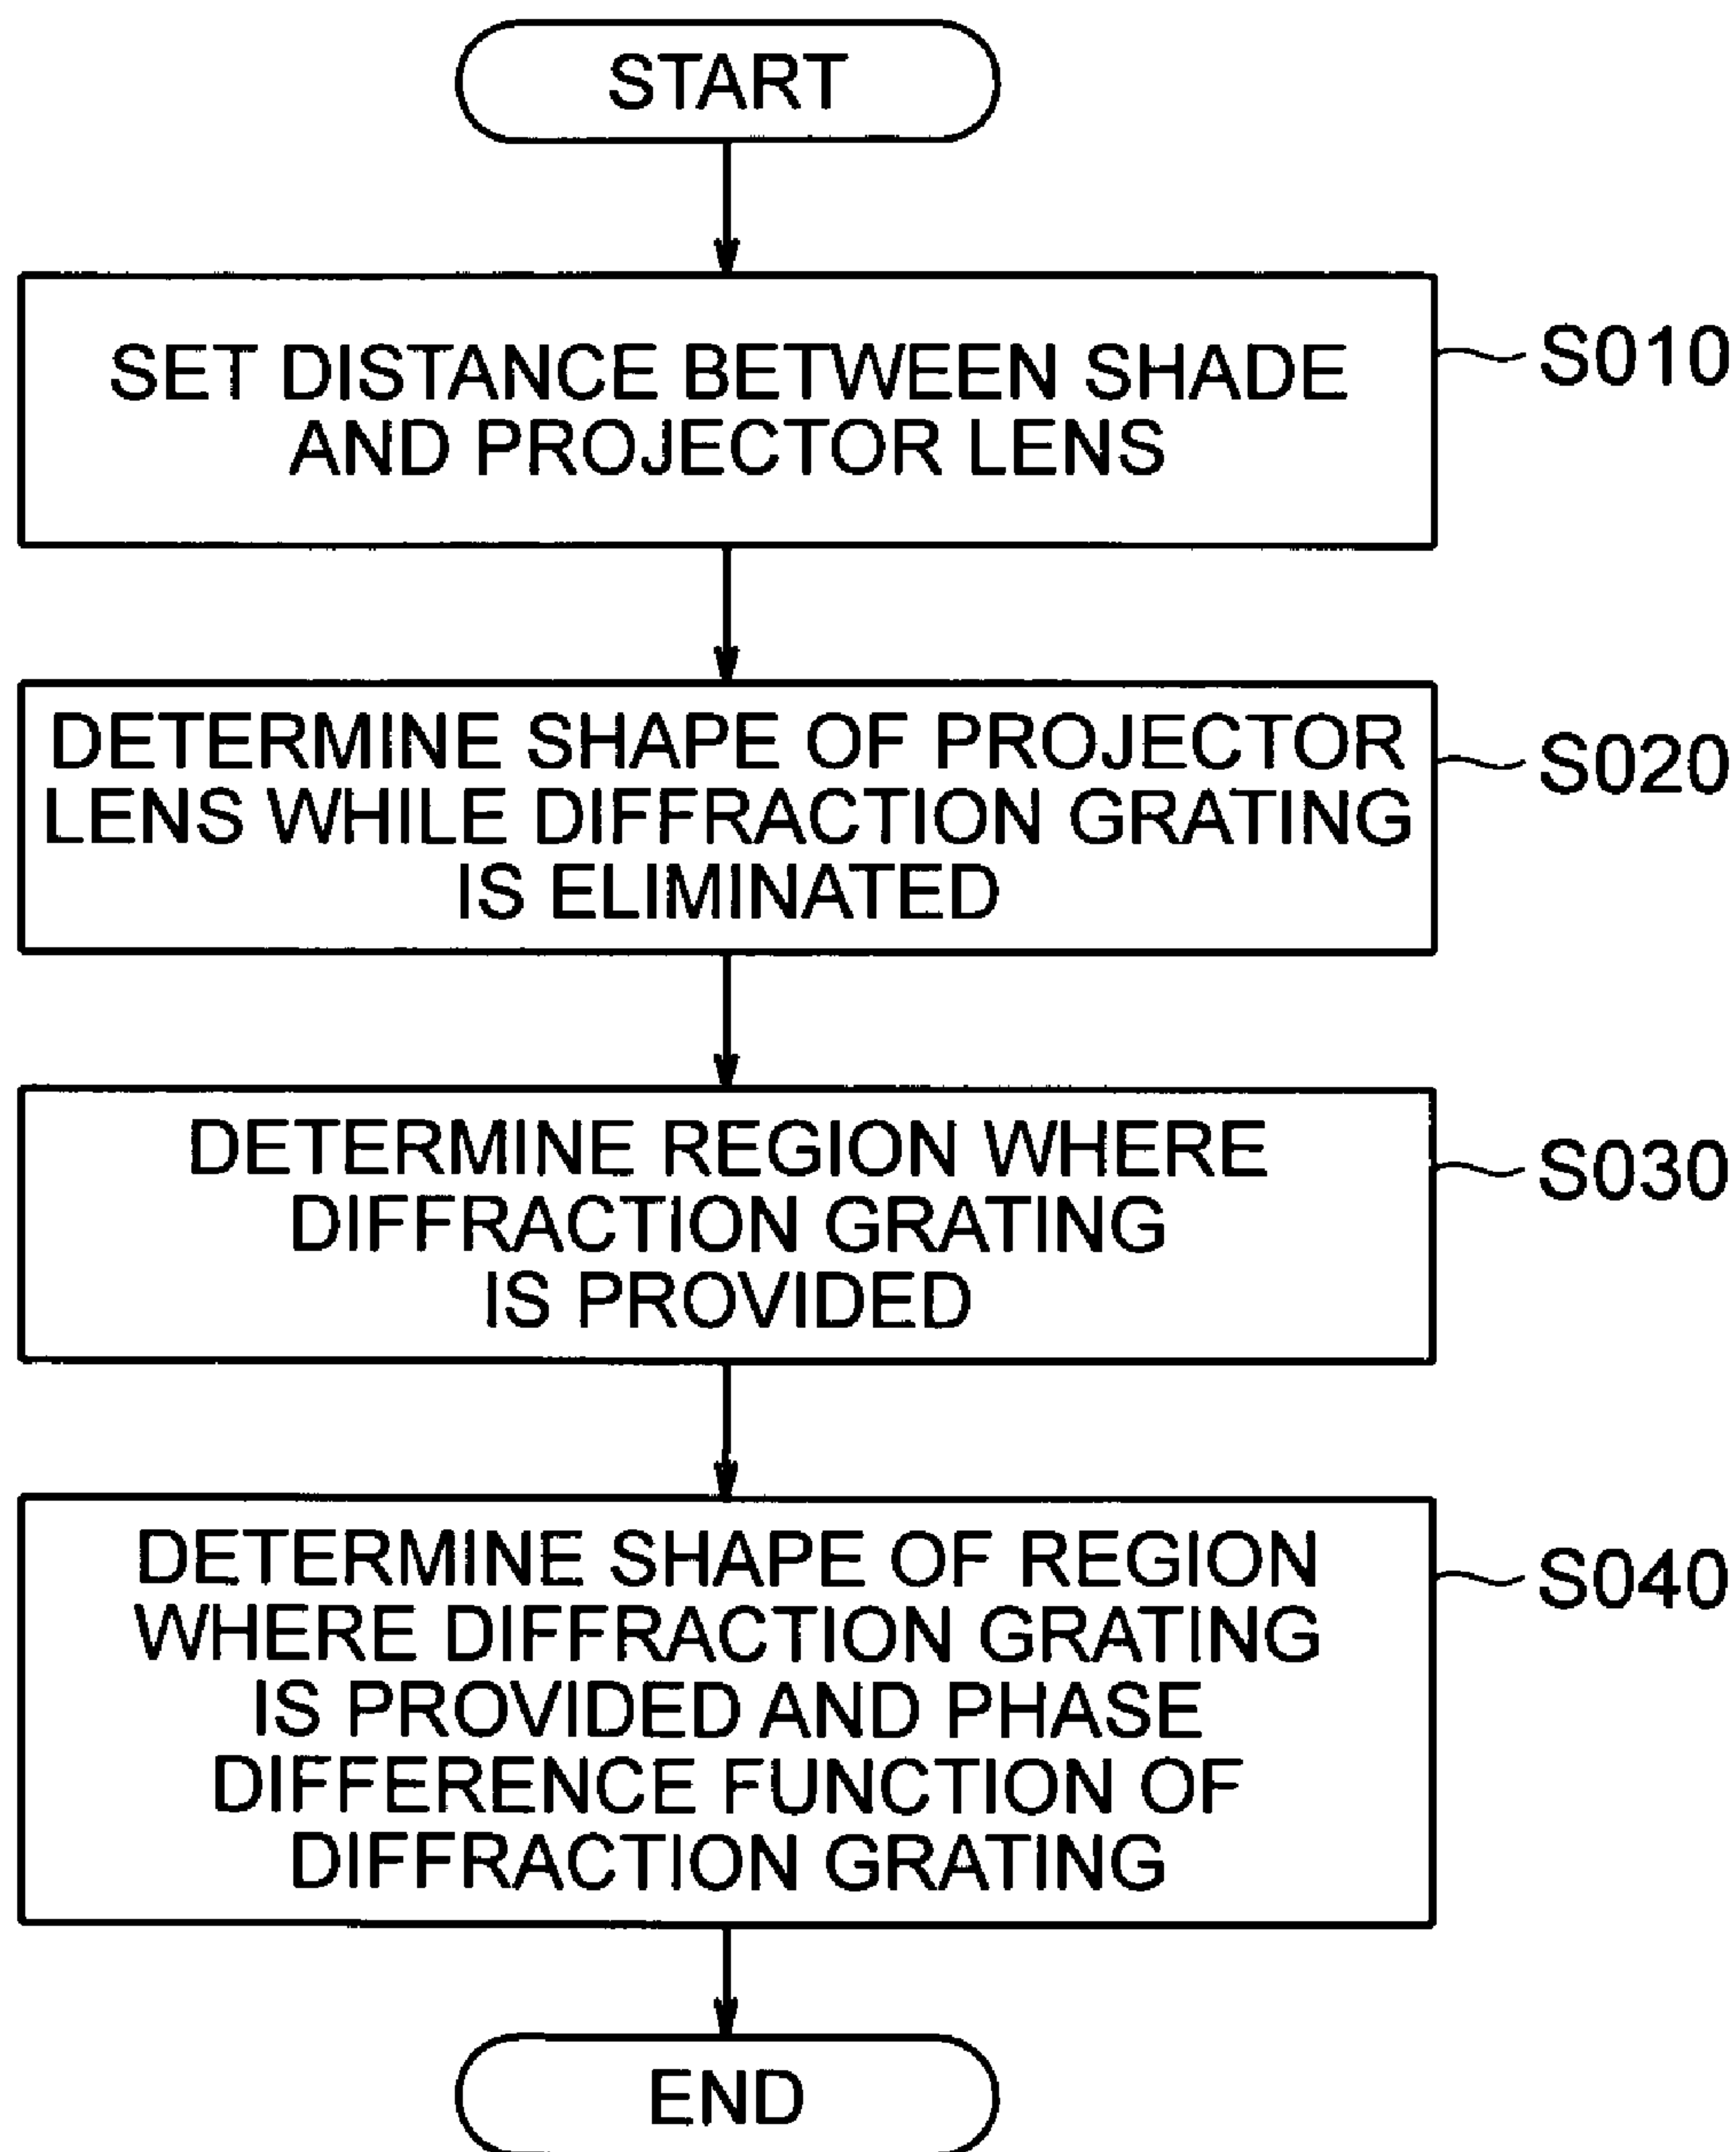 START
SET DISTANCE BETWEEN SHADE
AND PROJECTOR LENS
S010
DETERMINE SHAPE OF PROJECTOR
LENS WHILE DIFFRACTION GRATING
IS ELIMINATED
S020
DETERMINE REGION WHERE
DIFFRACTION GRATING
IS PROVIDED
S030
DETERMINE SHAPE OF REGION
WHERE DIFFRACTION GRATING
IS PROVIDED AND PHASE
DIFFERENCE FUNCTION OF
DIFFRACTION GRATING
S040
END